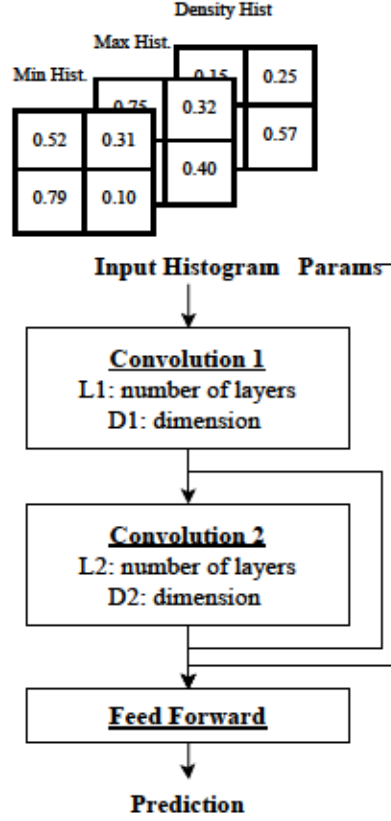 Density Hist
Max Hist.
Min Hist.
0.15 0.25
0.75 0.32
0.57
0.52 0.31
0.40
0.79 0.10
Input Histogram Params
Convolution 1
L1: number of layers
D1: dimension
Convolution 2
L2: number of layers
D2: dimension
Feed Forward
Prediction